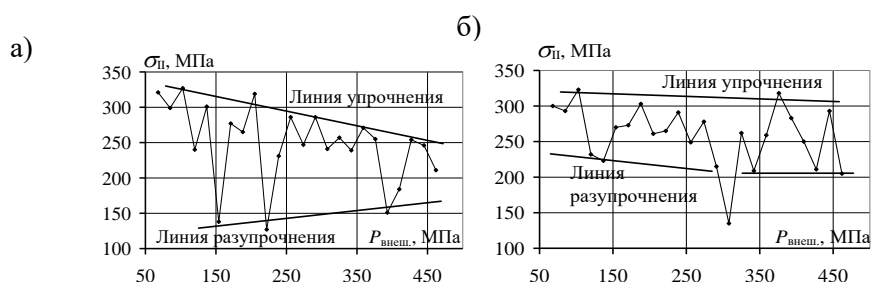 а)
σII, МПа
350
300
250
200
150
100
Линия упрочнения
Линия разупрочнения
Pвнеш., МПа
50 150 250 350 450
б)
σII, МПа
350
300
250
200
150
100
Линия упрочнения
Линия
разупрочнения
Pвнеш., МПа
50 150 250 350 450